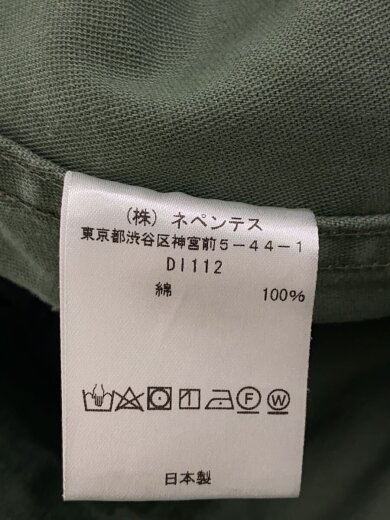 (株) ネペンテス
東京都渋谷区神宮前5-44-1
DI112
綿 100%
F W
日本製